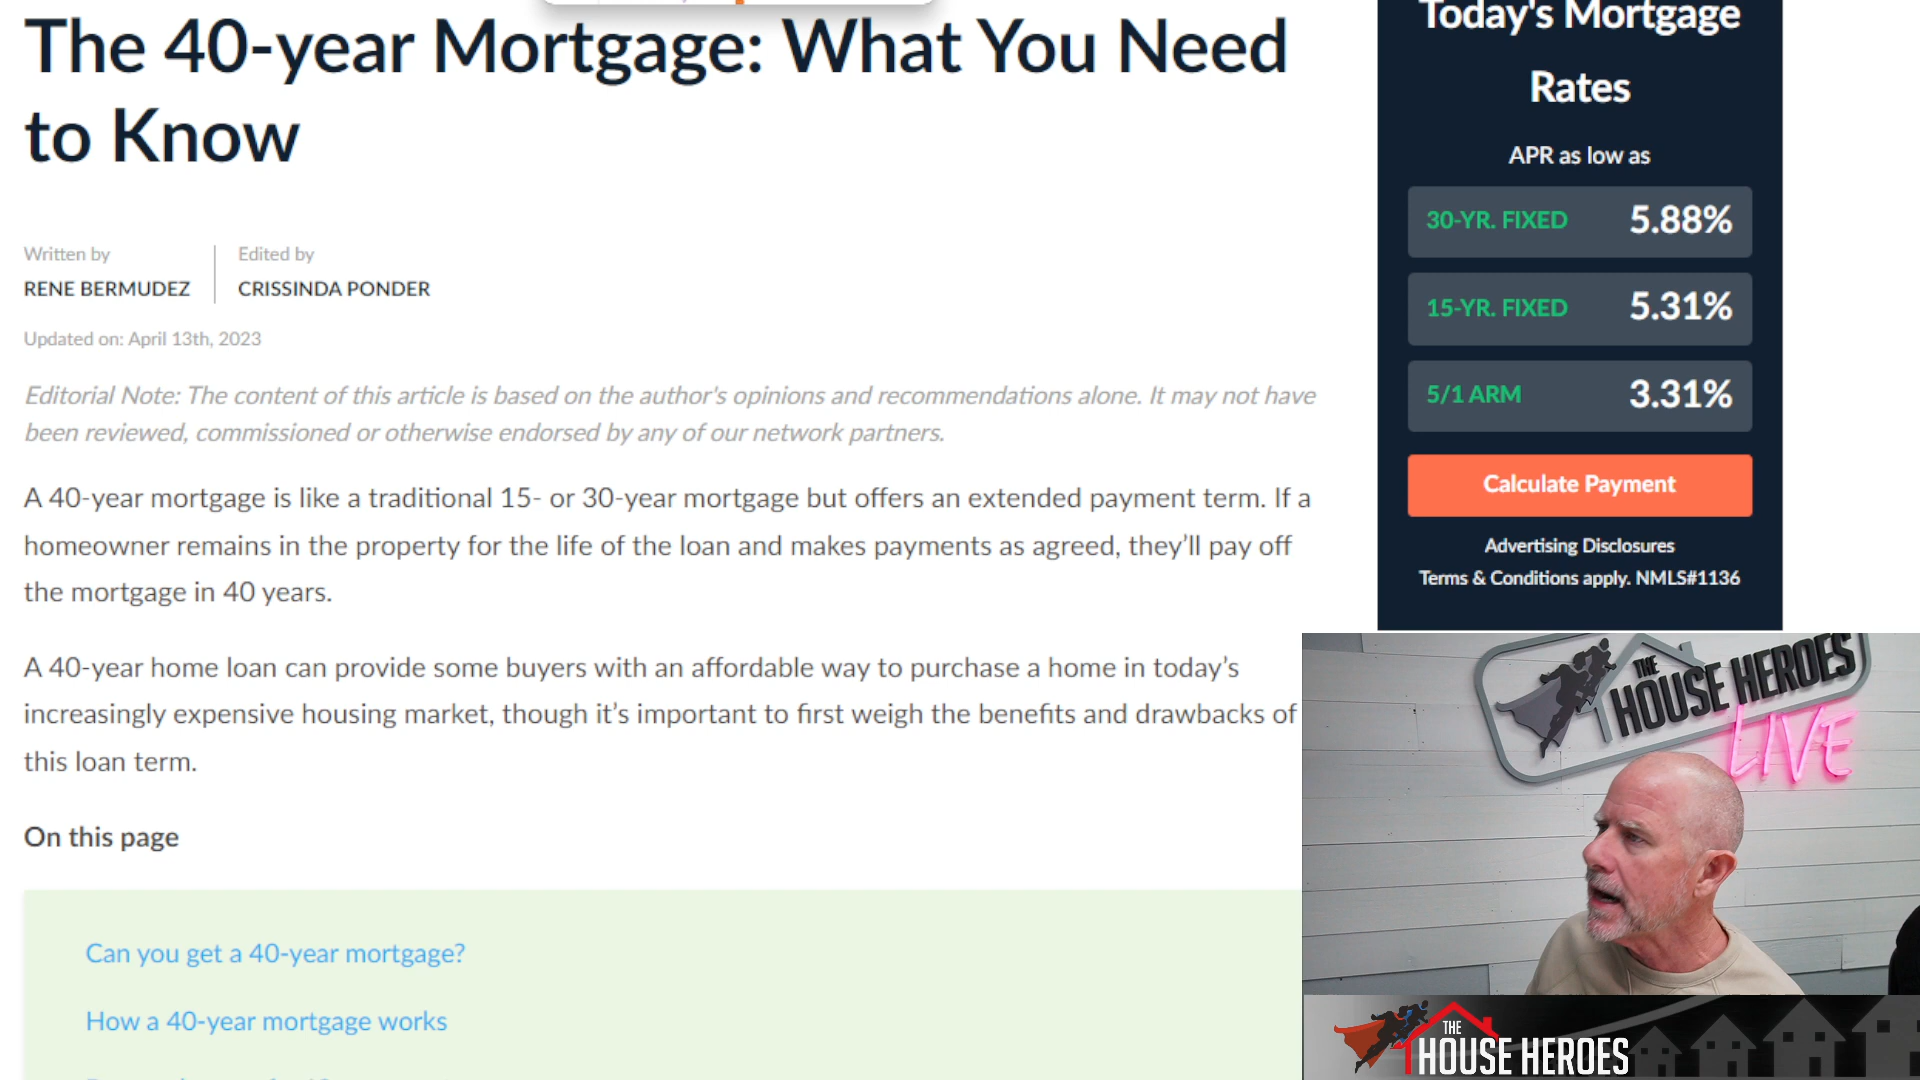 The 40-year Mortgage: What You Need
to Know
Written by
RENE BERMUDEZ
Edited by
CRISSINDA PONDER
Updated on: April 13th, 2023
Editorial Note: The content of this article is based on the author's opinions and recommendations alone. It may not have
been reviewed, commissioned or otherwise endorsed by any of our network partners.
A 40-year mortgage is like a traditional 15- or 30-year mortgage but offers an extended payment term. If a
homeowner remains in the property for the life of the loan and makes payments as agreed, they’ll pay off
the mortgage in 40 years.
A 40-year home loan can provide some buyers with an affordable way to purchase a home in today’s
increasingly expensive housing market, though it’s important to first weigh the benefits and drawbacks of
this loan term.
On this page
Can you get a 40-year mortgage?
How a 40-year mortgage works
Today's Mortgage
Rates
APR as low as
30-YR. FIXED 5.88%
15-YR. FIXED 5.31%
5/1 ARM 3.31%
Calculate Payment
Advertising Disclosures
Terms & Conditions apply. NMLS#1136
THE
HOUSE HEROES
LIVE
THE
HOUSE HEROES